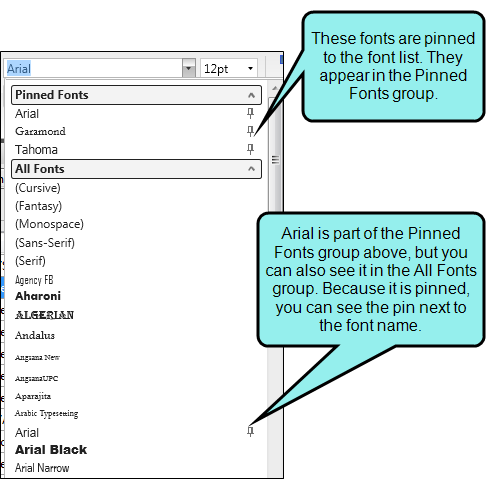 These fonts are pinned
to the font list. They
appear in the Pinned
Fonts group.
Arial
12pt
Pinned Fonts
Arial
Garamond
Tahoma
All Fonts
(Cursive)
(Fantasy)
(Monospace)
(Sans-Serif)
(Serif)
Agency FB
Aharoni
ALGERIAN
Andalus
Angsana New
AngsanaUPC
Aparajita
Arabic Typesetting
Arial
Arial Black
Arial Narrow
Arial is part of the Pinned
Fonts group above, but you
can also see it in the All Fonts
group. Because it is pinned,
you can see the pin next to
the font name.